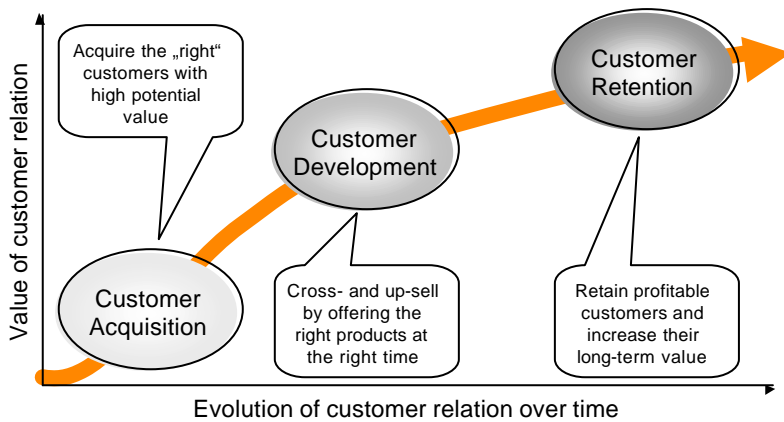 Acquire the „right“
customers with
high potential
value
Customer
Retention
Customer
Development
Customer
Acquisition
Cross- and up-sell
by offering the
right products at
the right time
Retain profitable
customers and
increase their
long-term value
Value of customer relation
Evolution of customer relation over time